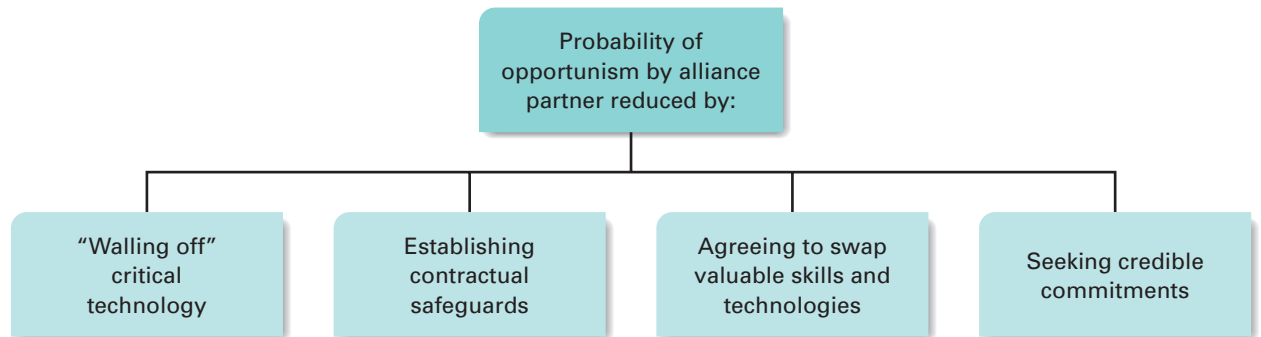 Probability of
opportunism by alliance
partner reduced by:
“Walling off”
critical
technology
Establishing
contractual
safeguards
Agreeing to swap
valuable skills and
technologies
Seeking credible
commitments